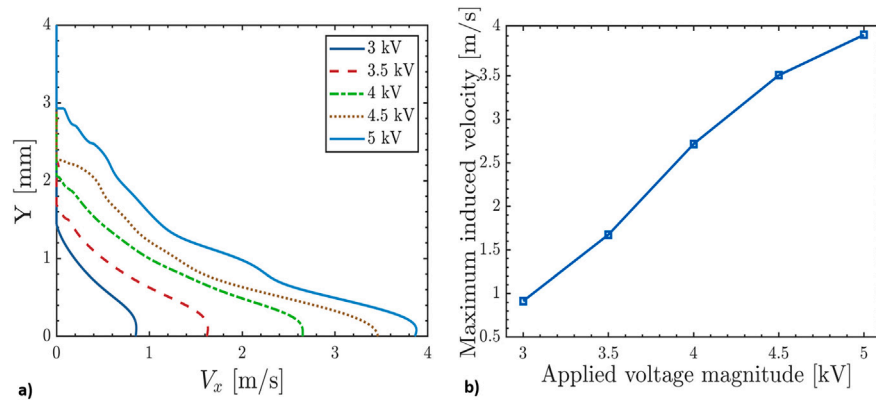 4
3
2
1
0
Y [mm]
0
1
2
3
4
V_x [m/s]
3 kV
3.5 kV
4 kV
4.5 kV
5 kV
a)
4
3.4
3
2.5
2
1.5
1
0.5
Maximum induced velocity [m/s]
3
3.5
4
4.5
5
Applied voltage magnitude [kV]
b)